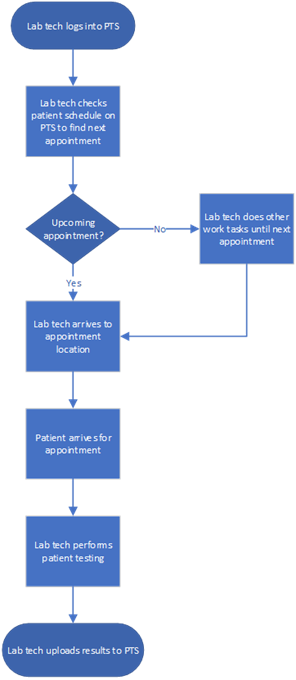 Lab tech logs into PTS
Lab tech checks
patient schedule on
PTS to find next
appointment
Upcoming
appointment?
No
Lab tech does other
work tasks until next
appointment
Yes
Lab tech arrives to
appointment
location
Patient arrives for
appointment
Lab tech performs
patient testing
Lab tech uploads results to PTS